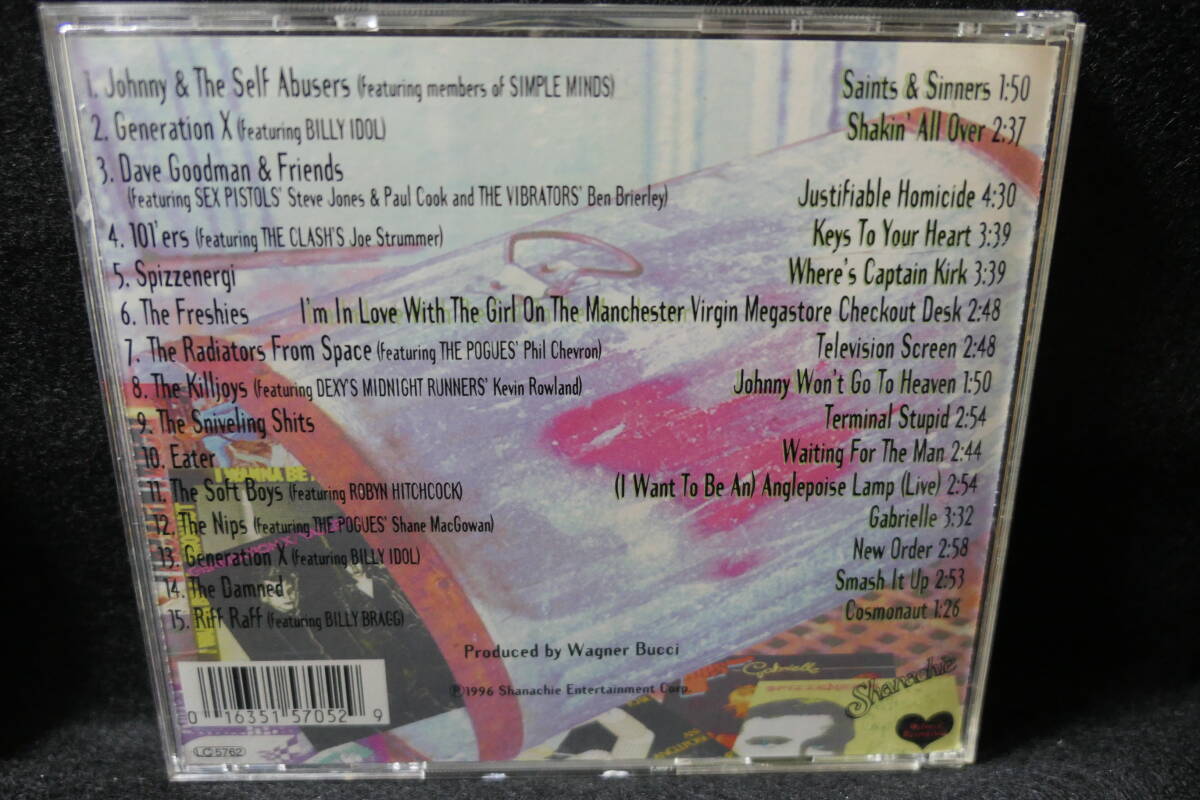 1. Johnny & The Self Abusers (featuring members of SIMPLE MINDS) Saints & Sinners 1:50
2. Generation X (featuring BILLY IDOL) Shakin' All Over 2:37
3. Dave Goodman & Friends
(featuring SEX PISTOLS' Steve Jones & Paul Cook and THE VIBRATORS' Ben Brierley) Justifiable Homicide 4:30
4. 101'ers (featuring THE CLASH'S Joe Strummer) Keys To Your Heart 3:39
5. Spizzenergi Where's Captain Kirk 3:39
6. The Freshies I'm In Love With The Girl On The Manchester Virgin Megastore Checkout Desk 2:48
7. The Radiators From Space (featuring THE POGUES' Phil Chevron) Television Screen 2:48
8. The Killjoys (featuring DEXY'S MIDNIGHT RUNNERS' Kevin Rowland) Johnny Won't Go To Heaven 1:50
9. The Sniveling Shits Terminal Stupid 2:54
10. Eater Waiting For The Man 2:44
I WANNA BE
11. The Soft Boys (featuring ROBYN HITCHCOCK) (I Want To Be An) Anglepoise Lamp (Live) 2:54
12. The Nips (featuring THE POGUES' Shane MacGowan) Gabrielle 3:32
13. Generation X (featuring BILLY IDOL) New Order 2:58
14. The Damned Smash It Up 2:53
15. Riff Raff (featuring BILLY BRAGG) Cosmonaut 1:26
Produced by Wagner Bucci
℗1996 Shanachie Entertainment Corp.
Gabrielle
Shanachie
0 16351 57052 9
LC 5762